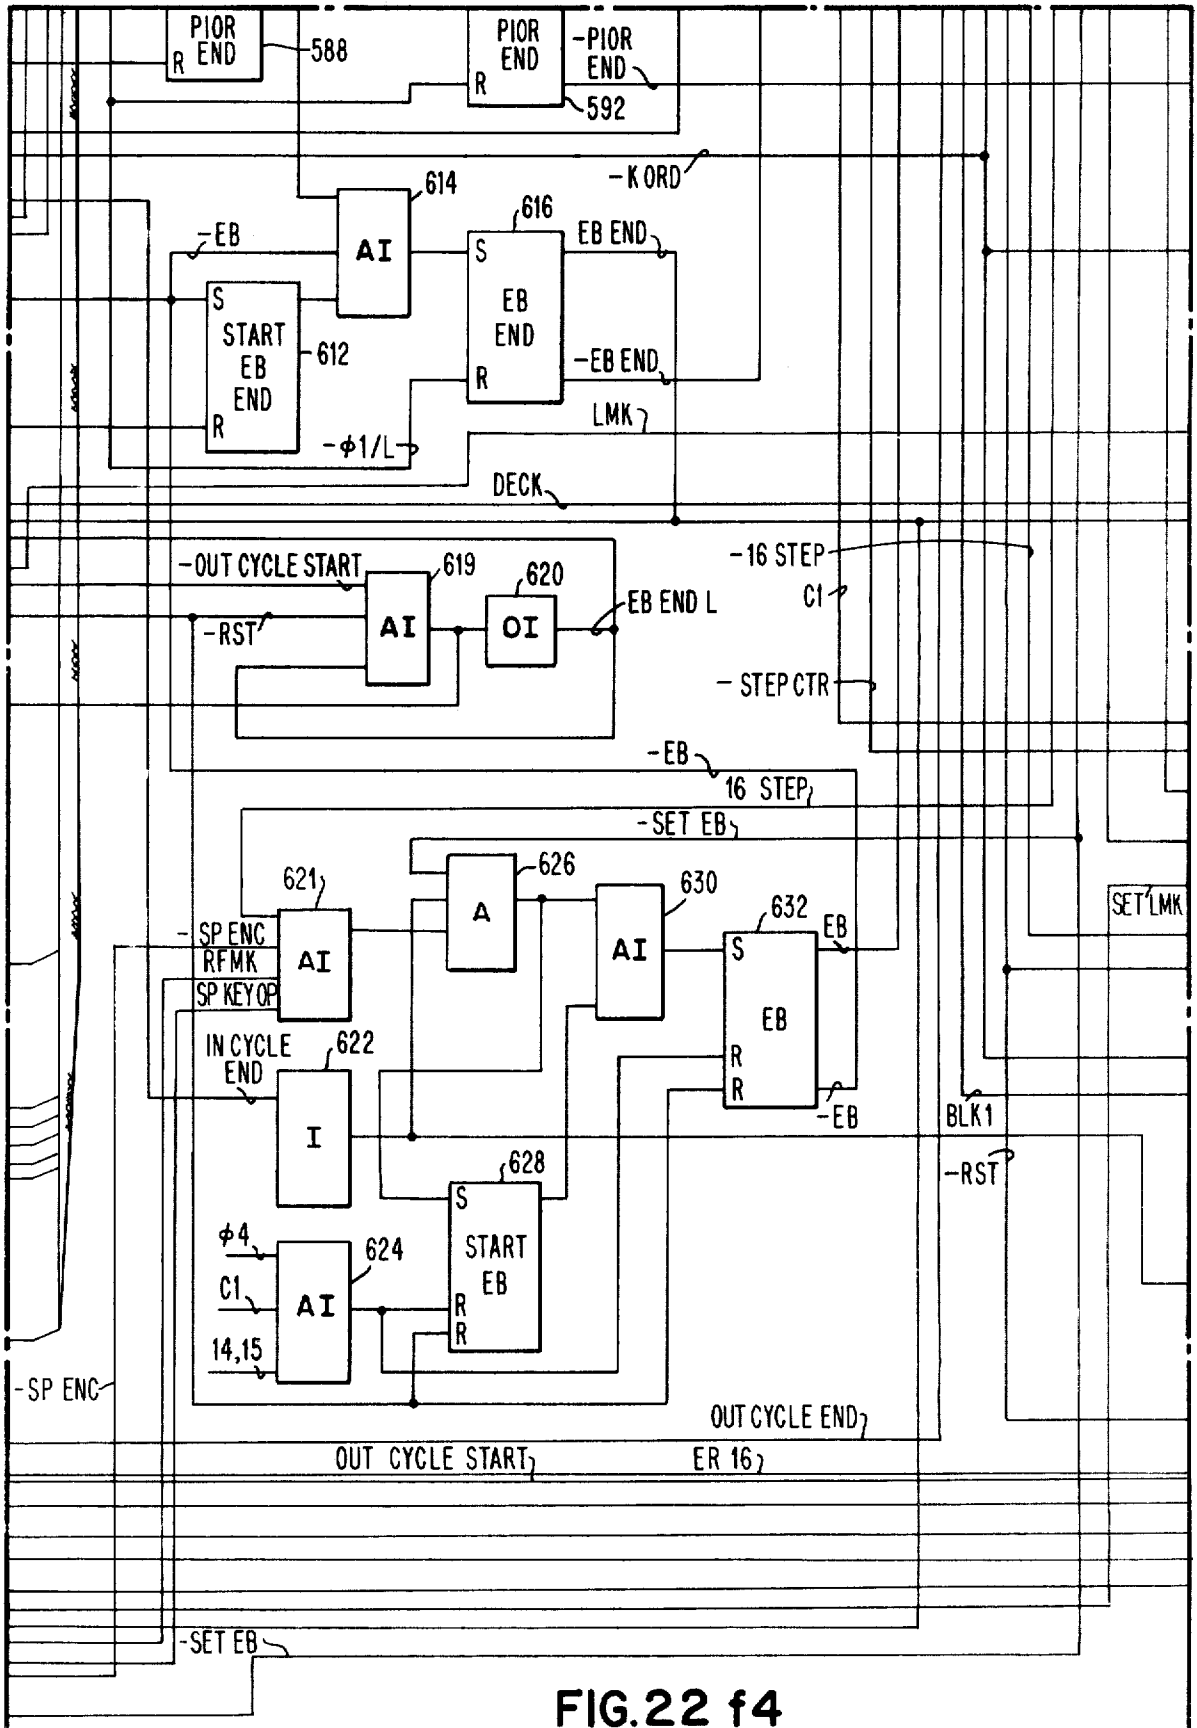 PIOR
END
R
588
PIOR
END
R
592
-PIOR
END
-K ORD
614
AI
-EB
616
S
EB
END
R
EB END
-EB END
S
START
EB
END
R
612
-ϕ1/L
LMK
DECK
-OUT CYCLE START
619
AI
-RST
620
OI
EB END L
-16 STEP
C1
- STEP CTR
-EB
16 STEP
-SET EB
621
AI
- SP ENC
RFMK
SP KEY OP
626
A
630
AI
632
S
EB
R
R
EB
-EB
SET LMK
IN CYCLE
END
622
I
BLK1
-RST
628
S
START
EB
R
R
ϕ4
C1
14,15
624
AI
-SP ENC
OUT CYCLE END
OUT CYCLE START
ER 16
-SET EB
FIG.22 f4